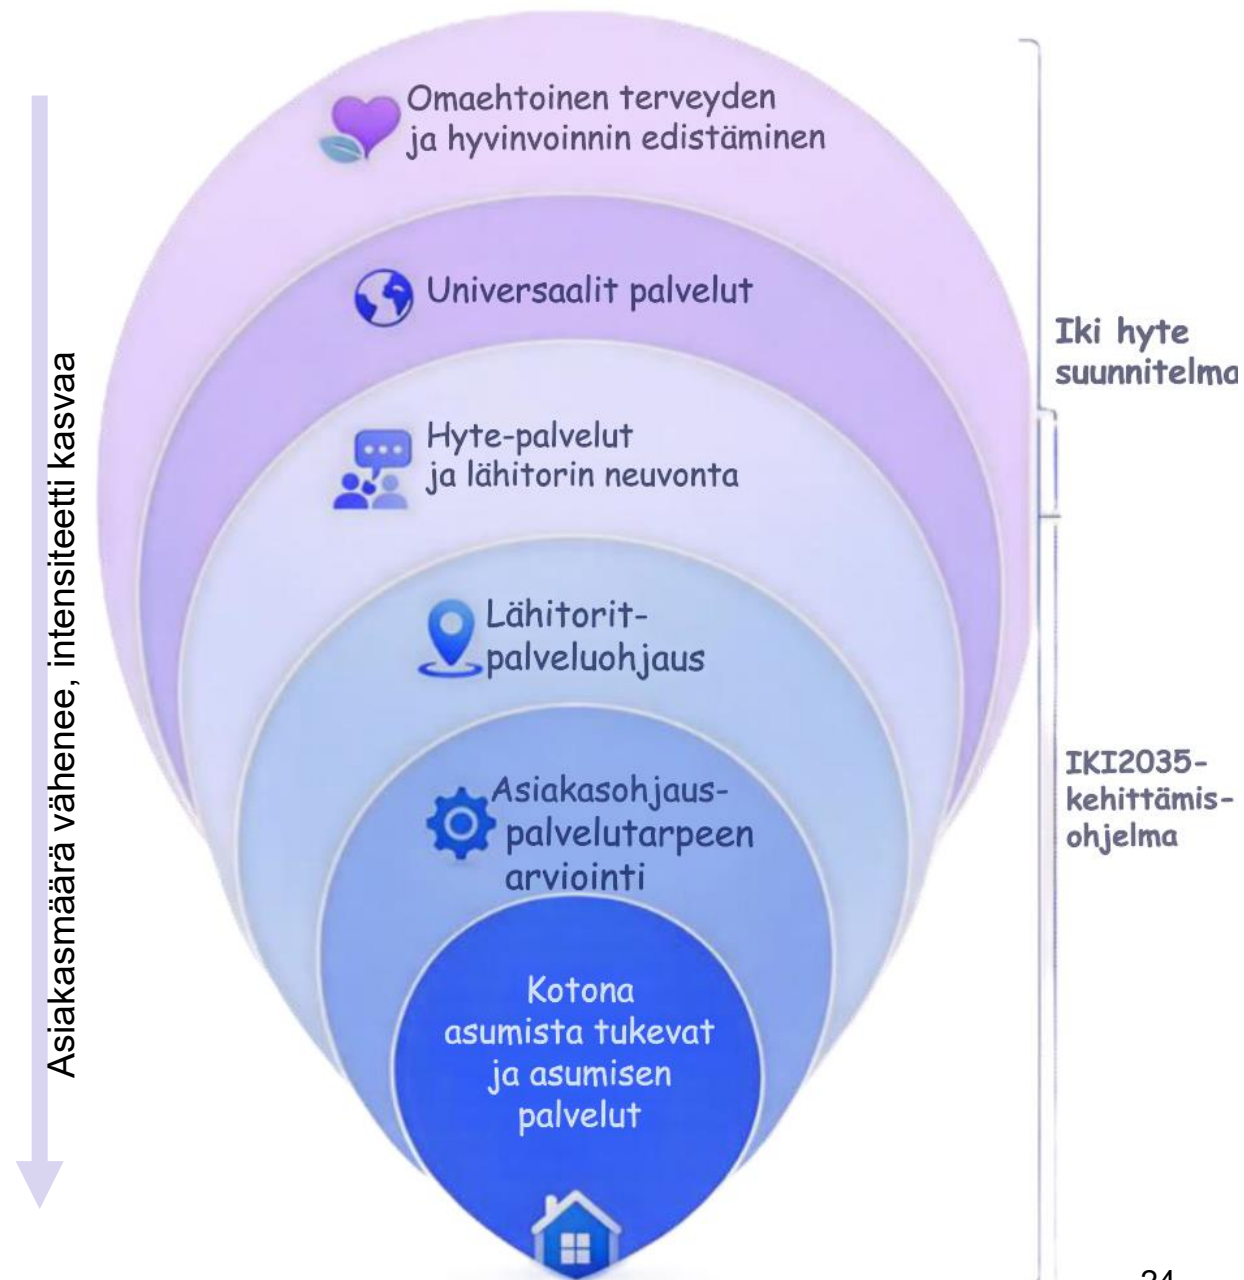 Omaehtoinen terveyden
ja hyvinvoinnin edistäminen
Universaalit palvelut
Hyte-palvelut
ja lähitorin neuvonta
Lähitorit-
palveluohjaus
Asiakasohjaus-
palvelutarpeen
arviointi
Kotona
asumista tukevat
ja asumisen
palvelut
Asiakasmäärä vähenee, intensiteetti kasvaa
Iki hyte
suunnitelma
IKI2035-
kehittämis-
ohjelma